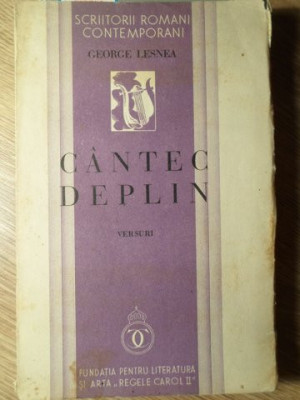 SCRIITORII ROMANI
CONTEMPORANI
GEORGE LESNEA
CÂNTEC
DEPLIN
VERSURI
FUNDAȚIA PENTRU LITERATURĂ
ȘI ARTĂ „REGELE CAROL II"